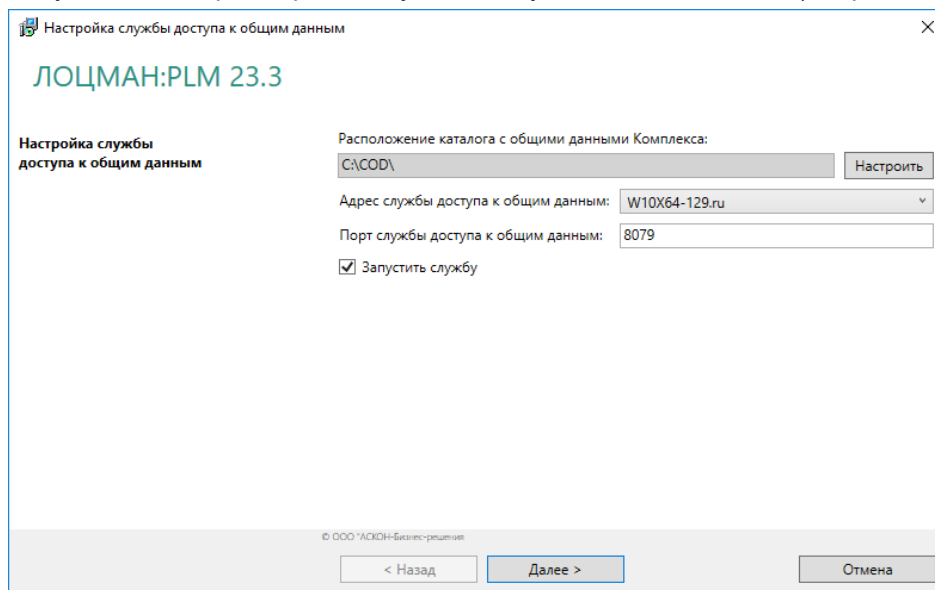 Настройка службы доступа к общим данным
ЛОЦМАН:PLM 23.3
Настройка службы
доступа к общим данным
Расположение каталога с общими данными Комплекса:
C:\COD\
Настроить
Адрес службы доступа к общим данным:
W10X64-129.ru
Порт службы доступа к общим данным:
8079
Запустить службу
© ООО "АСКОН-Бизнес-решения
< Назад
Далее >
Отмена